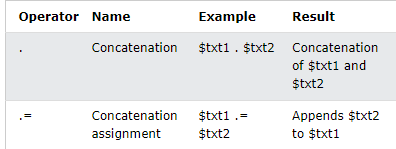 Operator Name Example Result
. Concatenation $txt1 . $txt2 Concatenation
of $txt1 and
$txt2
.= Concatenation $txt1 .= Appends $txt2
assignment $txt2 to $txt1